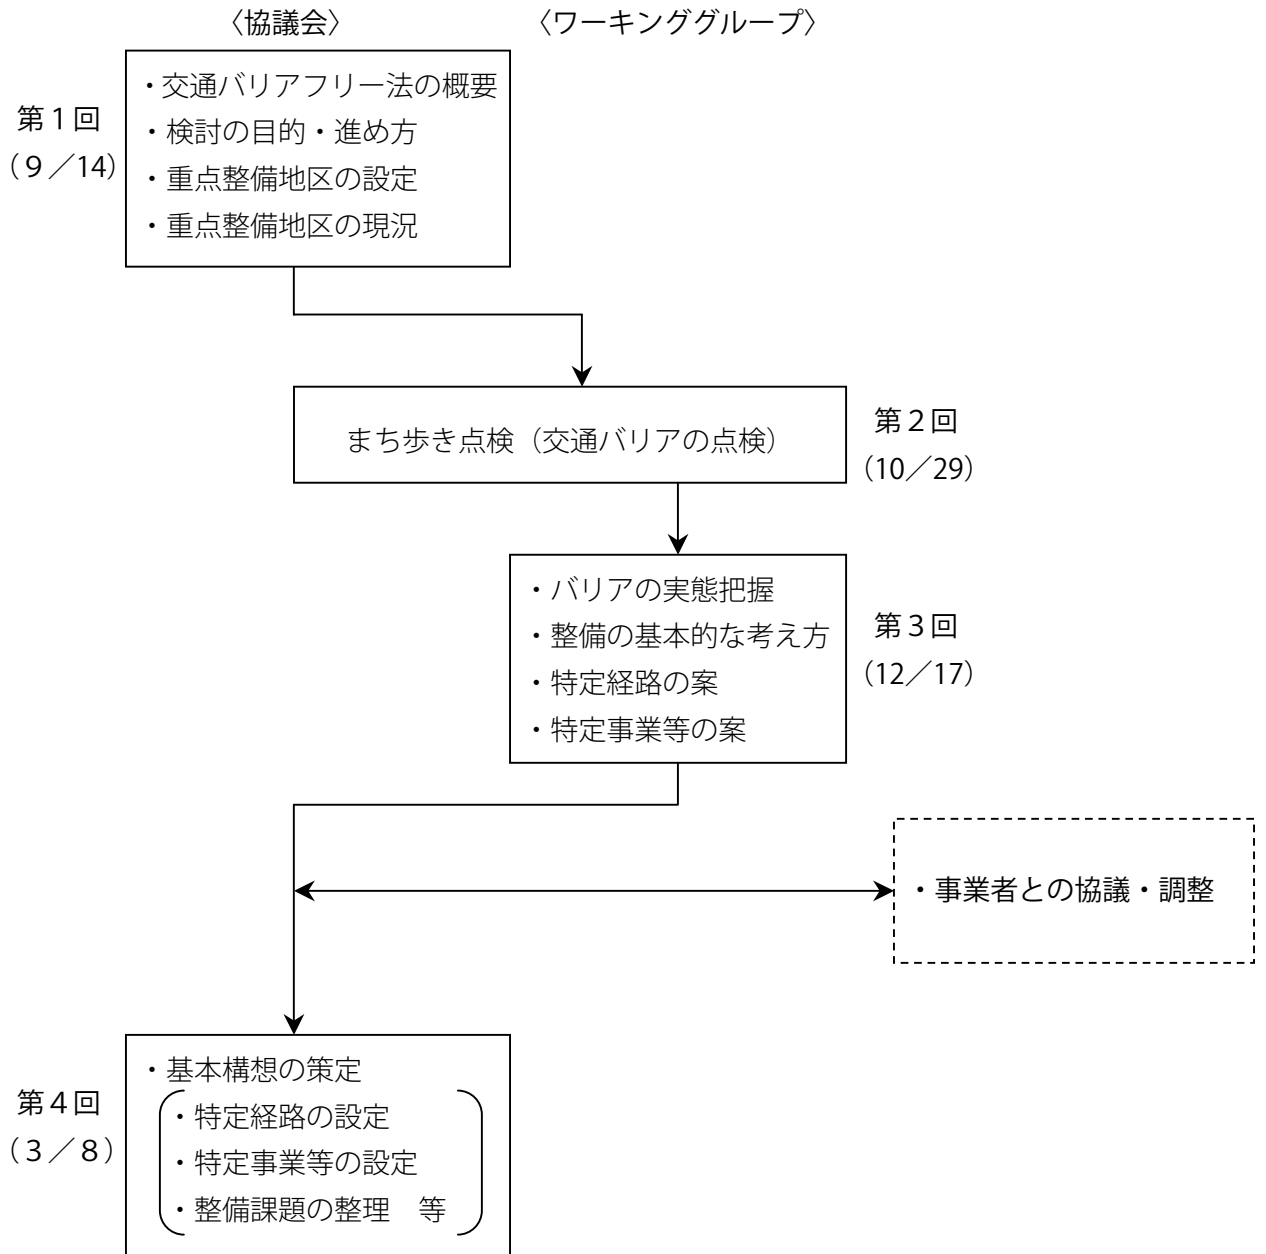 〈協議会〉
〈ワーキンググループ〉
第１回
（９／14）
・交通バリアフリー法の概要
・検討の目的・進め方
・重点整備地区の設定
・重点整備地区の現況
まち歩き点検（交通バリアの点検）
第２回
（10／29）
・バリアの実態把握
・整備の基本的な考え方
・特定経路の案
・特定事業等の案
第３回
（12／17）
・事業者との協議・調整
第４回
（３／８）
・基本構想の策定
・特定経路の設定
・特定事業等の設定
・整備課題の整理　等